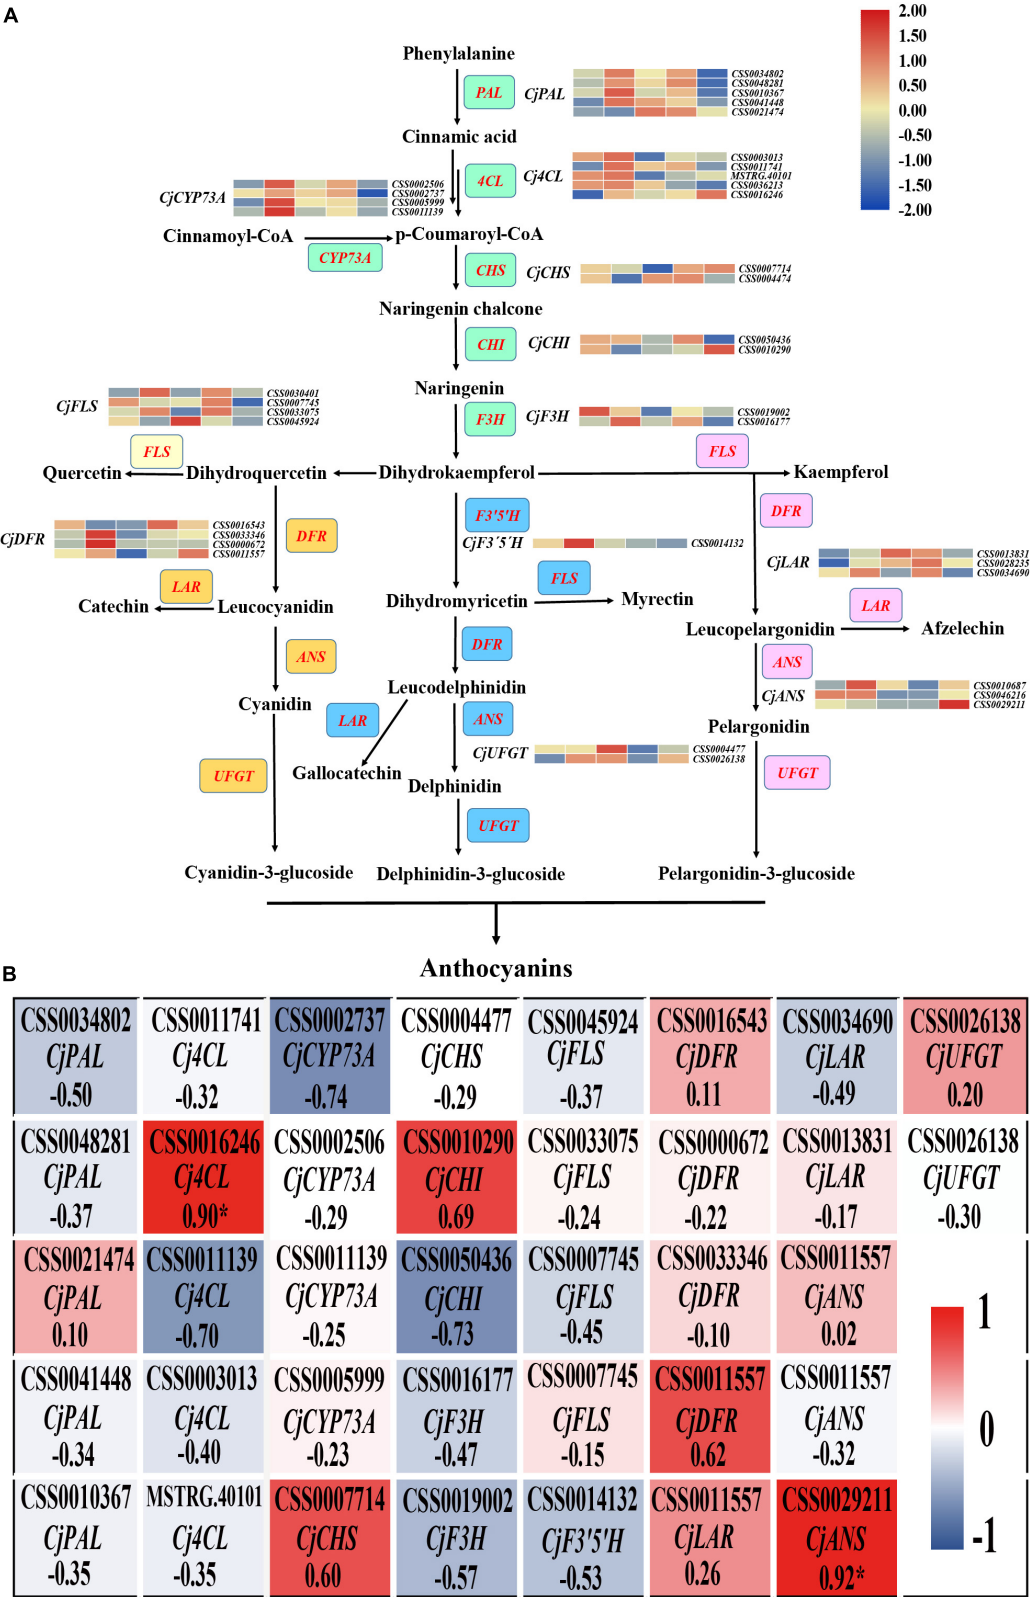 A
Phenylalanine
PAL
CjPAL
CSS0034802
CSS0048281
CSS0010367
CSS0041448
CSS0021474
2.00
1.50
1.00
0.50
0.00
-0.50
-1.00
-1.50
-2.00
Cinnamic acid
4CL
Cj4CL
CSS0003013
CSS0011741
MSTRG.40101
CSS0036213
CSS0016246
CjCYP73A
CSS0002506
CSS0002737
CSS0005999
CSS0011139
Cinnamoyl-CoA
CYP73A
p-Coumaroyl-CoA
CHS
CjCHS
CSS0007714
CSS0004474
Naringenin chalcone
CHI
CjCHI
CSS0050436
CSS0010290
Naringenin
F3H
CjF3H
CSS0019002
CSS0016177
CjFLS
CSS0030401
CSS0007745
CSS0033075
CSS0045924
FLS
FLS
Quercetin
Dihydroquercetin
Dihydrokaempferol
Kaempferol
CjDFR
CSS0016543
CSS0033346
CSS0000672
CSS0011557
DFR
F3'5'H
CjF3´5´H
CSS0014132
DFR
CjLAR
CSS0013831
CSS0028235
CSS0034690
LAR
FLS
LAR
Catechin
Leucocyanidin
Dihydromyricetin
Myrectin
Leucopelargonidin
Afzelechin
ANS
DFR
ANS
CjANS
CSS0010687
CSS0046216
CSS0029211
Cyanidin
Leucodelphinidin
LAR
ANS
Pelargonidin
CjUFGT
CSS0004477
CSS0026138
UFGT
Gallocatechin
Delphinidin
UFGT
UFGT
Cyanidin-3-glucoside
Delphinidin-3-glucoside
Pelargonidin-3-glucoside
Anthocyanins
B
CSS0034802 CSS0011741 CSS0002737 CSS0004477 CSS0045924 CSS0016543 CSS0034690 CSS0026138
CjPAL Cj4CL CjCYP73A CjCHS CjFLS CjDFR CjLAR CjUFGT
-0.50 -0.32 -0.74 -0.29 -0.37 0.11 -0.49 0.20
CSS0048281 CSS0016246 CSS0002506 CSS0010290 CSS0033075 CSS0000672 CSS0013831 CSS0026138
CjPAL Cj4CL CjCYP73A CjCHI CjFLS CjDFR CjLAR CjUFGT
-0.37 0.90* -0.29 0.69 -0.24 -0.22 -0.17 -0.30
CSS0021474 CSS0011139 CSS0011139 CSS0050436 CSS0007745 CSS0033346 CSS0011557
CjPAL Cj4CL CjCYP73A CjCHI CjFLS CjDFR CjANS
0.10 -0.70 -0.25 -0.73 -0.45 -0.10 0.02
CSS0041448 CSS0003013 CSS0005999 CSS0016177 CSS0007745 CSS0011557 CSS0011557
CjPAL Cj4CL CjCYP73A CjF3H CjFLS CjDFR CjANS
-0.34 -0.40 -0.23 -0.47 -0.15 0.62 -0.32
CSS0010367 MSTRG.40101 CSS0007714 CSS0019002 CSS0014132 CSS0011557 CSS0029211
CjPAL Cj4CL CjCHS CjF3H CjF3'5'H CjLAR CjANS
-0.35 -0.35 0.60 -0.57 -0.53 0.26 0.92*
1
0
-1